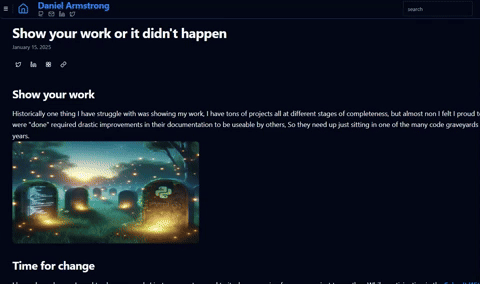 Daniel Armstrong
search
Show your work or it didn't happen
January 15, 2025
Show your work
Historically one thing I have struggle with was showing my work, I have tons of projects all at different stages of completeness, but almost non I felt I proud t
were "done" required drastic improvements in their documentation to be useable by others, So they need up just sitting in one of the many code graveyards
years.
Time for change